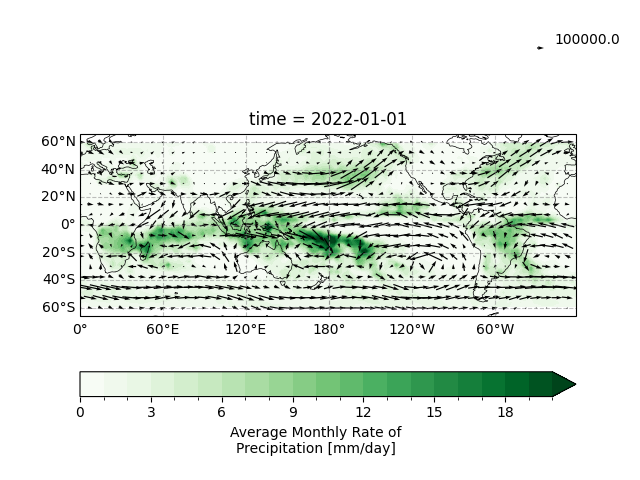 100000.0
time = 2022-01-01
60°N
40°N
20°N
0°
20°S
40°S
60°S
0° 60°E 120°E 180° 120°W 60°W
0 3 6 9 12 15 18
Average Monthly Rate of
Precipitation [mm/day]